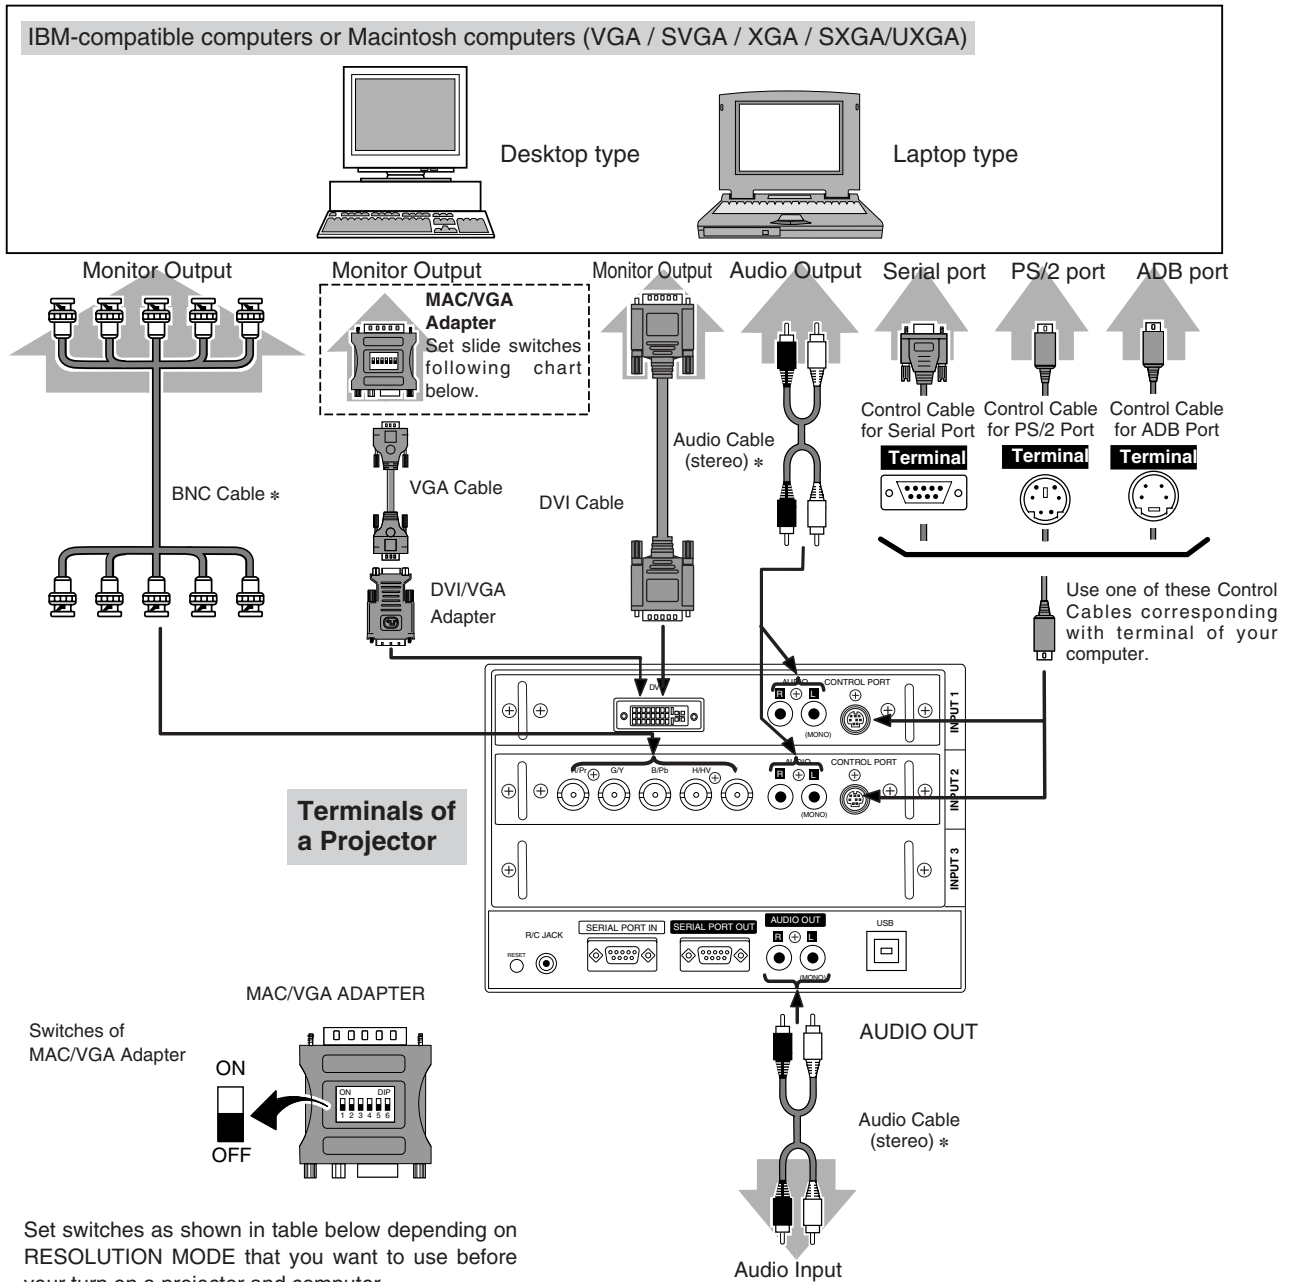 IBM-compatible computers or Macintosh computers (VGA / SVGA / XGA / SXGA/UXGA)
Desktop type
Laptop type
Monitor Output
Monitor Output
Monitor Output
Audio Output
Serial port
PS/2 port
ADB port
MAC/VGA
Adapter
Set slide switches
following chart
below.
Control Cable
for Serial Port
Control Cable
for PS/2 Port
Control Cable
for ADB Port
Terminal
Terminal
Terminal
Audio Cable
(stereo) *
BNC Cable *
VGA Cable
DVI Cable
DVI/VGA
Adapter
Use one of these Control
Cables corresponding
with terminal of your
computer.
AUDIO
CONTROL PORT
R
L
(MONO)
INPUT 1
R/Pr
G/Y
B/Pb
H/HV
AUDIO
CONTROL PORT
R
L
(MONO)
INPUT 2
Terminals of
a Projector
INPUT 3
RESET
R/C JACK
SERIAL PORT IN
SERIAL PORT OUT
AUDIO OUT
R
L
(MONO)
USB
MAC/VGA ADAPTER
Switches of
MAC/VGA Adapter
ON
OFF
ON
DIP
1 2 3 4 5 6
AUDIO OUT
Audio Cable
(stereo) *
Set switches as shown in table below depending on
RESOLUTION MODE that you want to use before
your turn on a projector and computer.
Audio Input